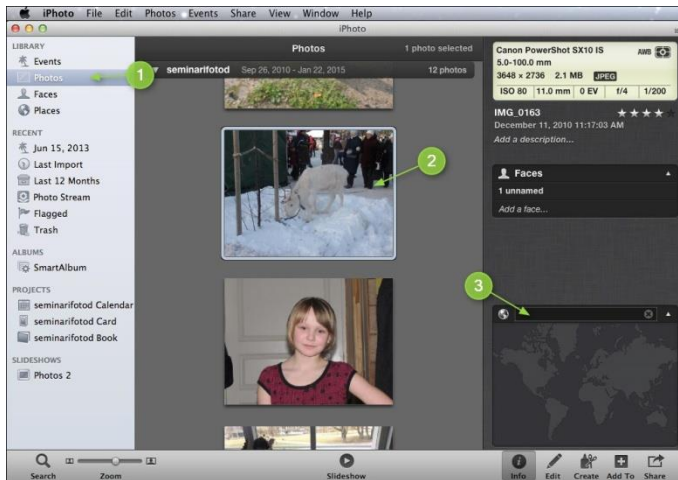 iPhoto File Edit Photos Events Share View Window Help
iPhoto
LIBRARY
Events
Photos
Faces
Places
RECENT
Jun 15, 2013
Last Import
Last 12 Months
Photo Stream
Flagged
Trash
ALBUMS
SmartAlbum
PROJECTS
seminarifotod Calendar
seminarifotod Card
seminarifotod Book
SLIDESHOWS
Photos 2
Photos 1 photo selected
seminarifotod Sep 26, 2010 - Jan 22, 2015 12 photos
1
2
3
Canon PowerShot SX10 IS AWB
5.0-100.0 mm
3648 x 2736 2.1 MB JPEG
ISO 80 11.0 mm 0 EV f/4 1/200
IMG_0163
December 11, 2010 11:17:03 AM
Add a description...
Faces
1 unnamed
Add a face...
Search Zoom Slideshow Info Edit Create Add To Share